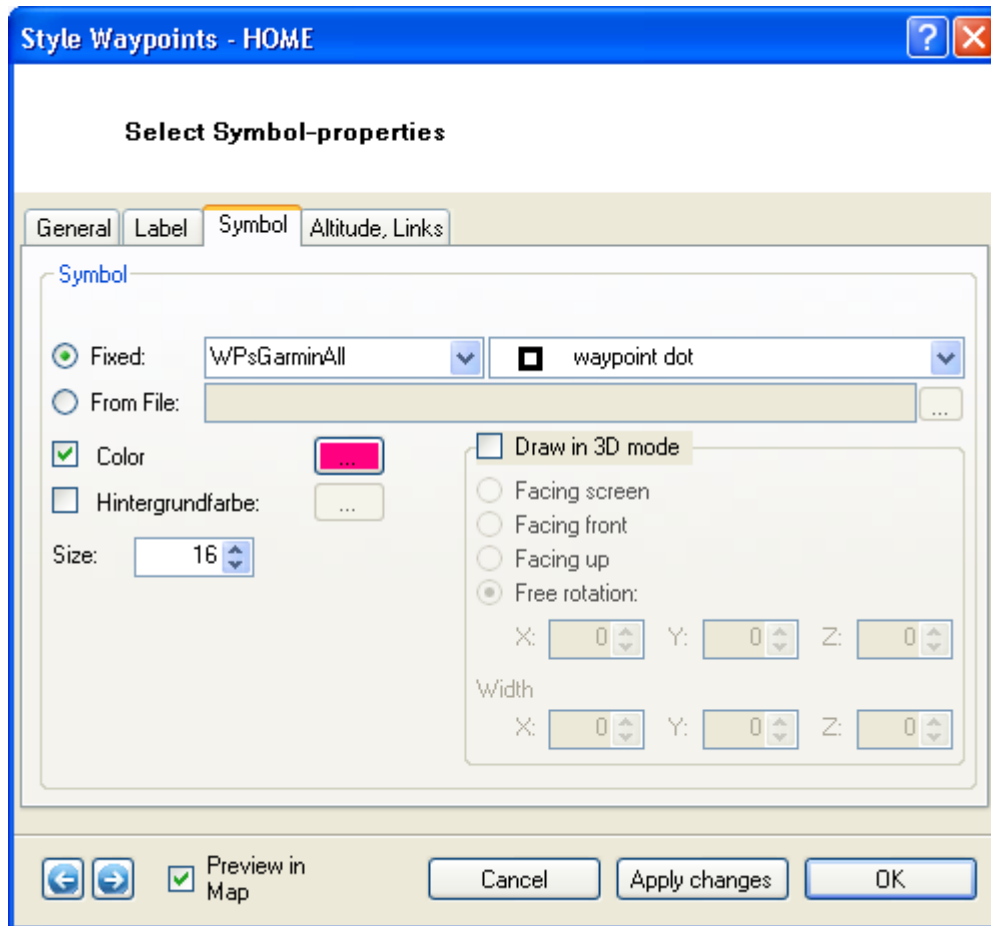 Style Waypoints - HOME
Select Symbol-properties
General Label Symbol Altitude, Links
Symbol
Fixed: WPsGarminAll waypoint dot
From File: ...
Color ...
Draw in 3D mode
Hintergrundfarbe: ...
Size: 16
Facing screen
Facing front
Facing up
Free rotation:
X: 0 Y: 0 Z: 0
Width
X: 0 Y: 0 Z: 0
Preview in
Map
Cancel Apply changes OK